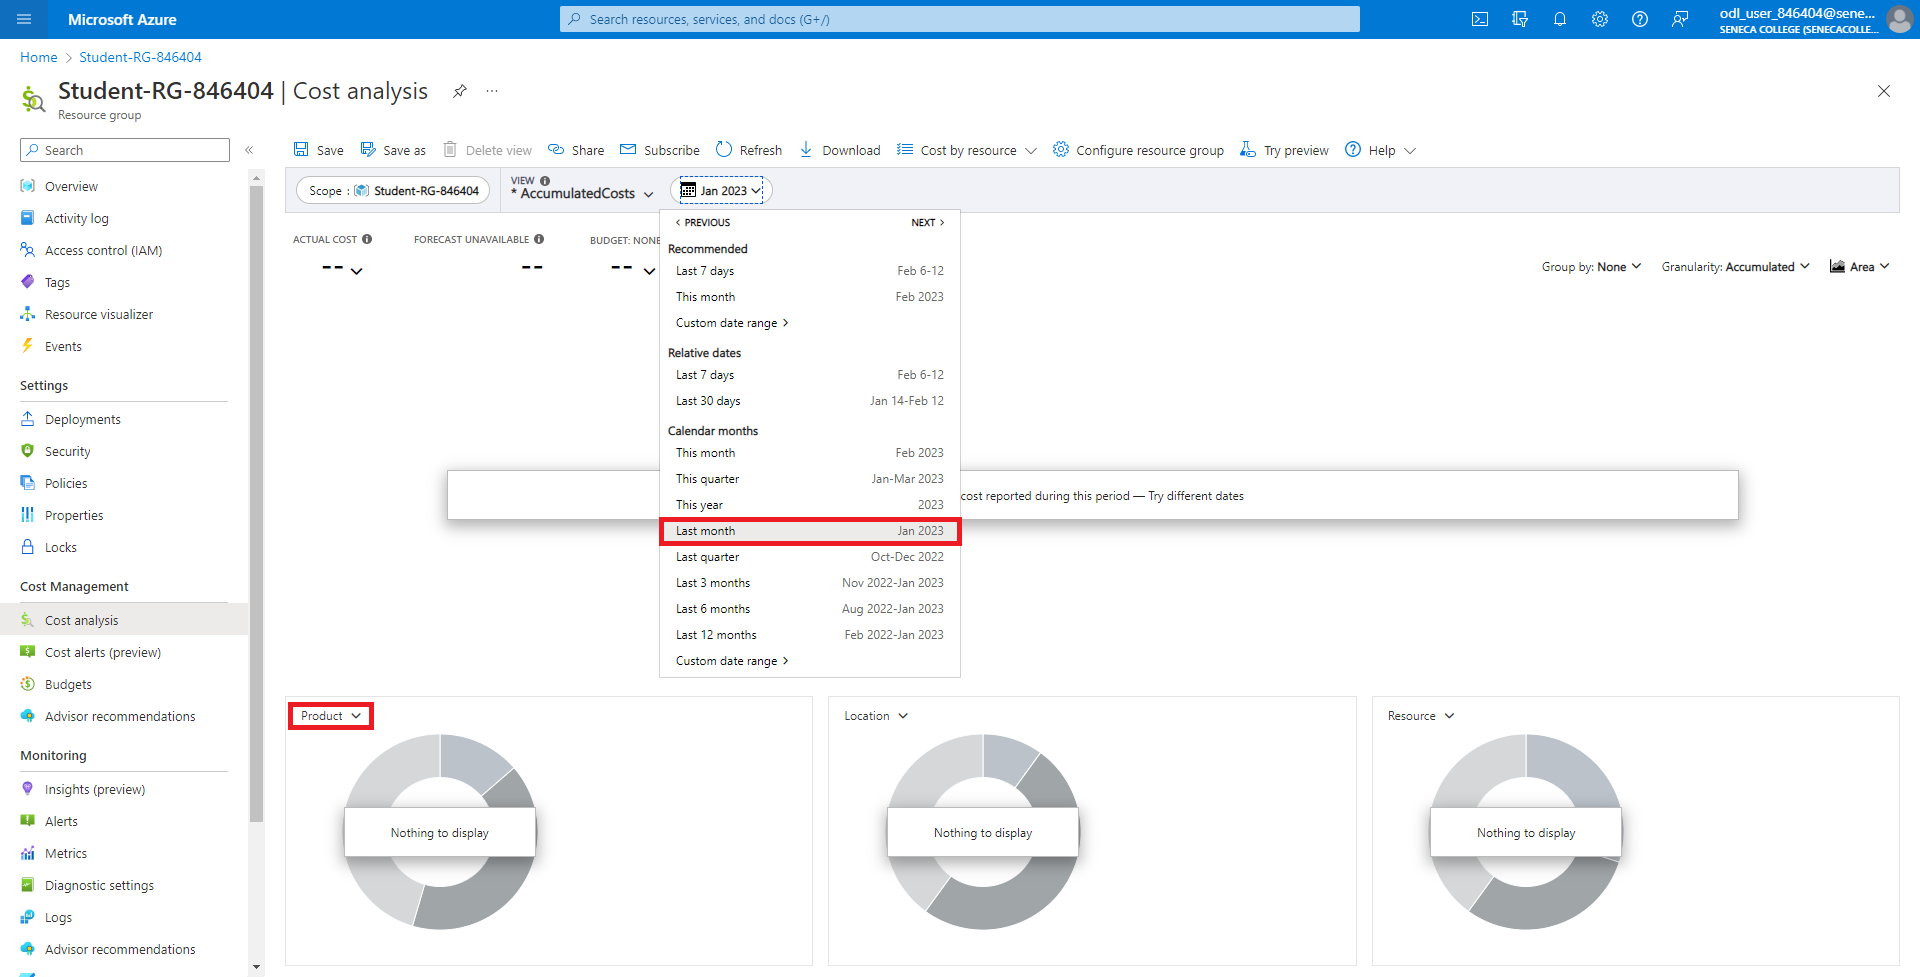 Microsoft Azure
Search resources, services, and docs (G+/)
odl_user_846404@sene...
SENECA COLLEGE (SENECACOLLE...
Home > Student-RG-846404
Student-RG-846404 | Cost analysis ...
Resource group
Search
Overview
Activity log
Access control (IAM)
Tags
Resource visualizer
Events
Settings
Deployments
Security
Policies
Properties
Locks
Cost Management
Cost analysis
Cost alerts (preview)
Budgets
Advisor recommendations
Monitoring
Insights (preview)
Alerts
Metrics
Diagnostic settings
Logs
Advisor recommendations
Save Save as Delete view Share Subscribe Refresh Download Cost by resource Configure resource group Try preview Help
Scope : Student-RG-846404
VIEW
* AccumulatedCosts
Jan 2023
ACTUAL COST
--
FORECAST UNAVAILABLE
--
BUDGET: NONE
--
Group by: None Granularity: Accumulated Area
< PREVIOUS NEXT >
Recommended
Last 7 days Feb 6-12
This month Feb 2023
Custom date range >
Relative dates
Last 7 days Feb 6-12
Last 30 days Jan 14-Feb 12
Calendar months
This month Feb 2023
This quarter Jan-Mar 2023
This year 2023
Last month Jan 2023
Last quarter Oct-Dec 2022
Last 3 months Nov 2022-Jan 2023
Last 6 months Aug 2022-Jan 2023
Last 12 months Feb 2022-Jan 2023
Custom date range >
cost reported during this period — Try different dates
Product
Nothing to display
Location
Nothing to display
Resource
Nothing to display